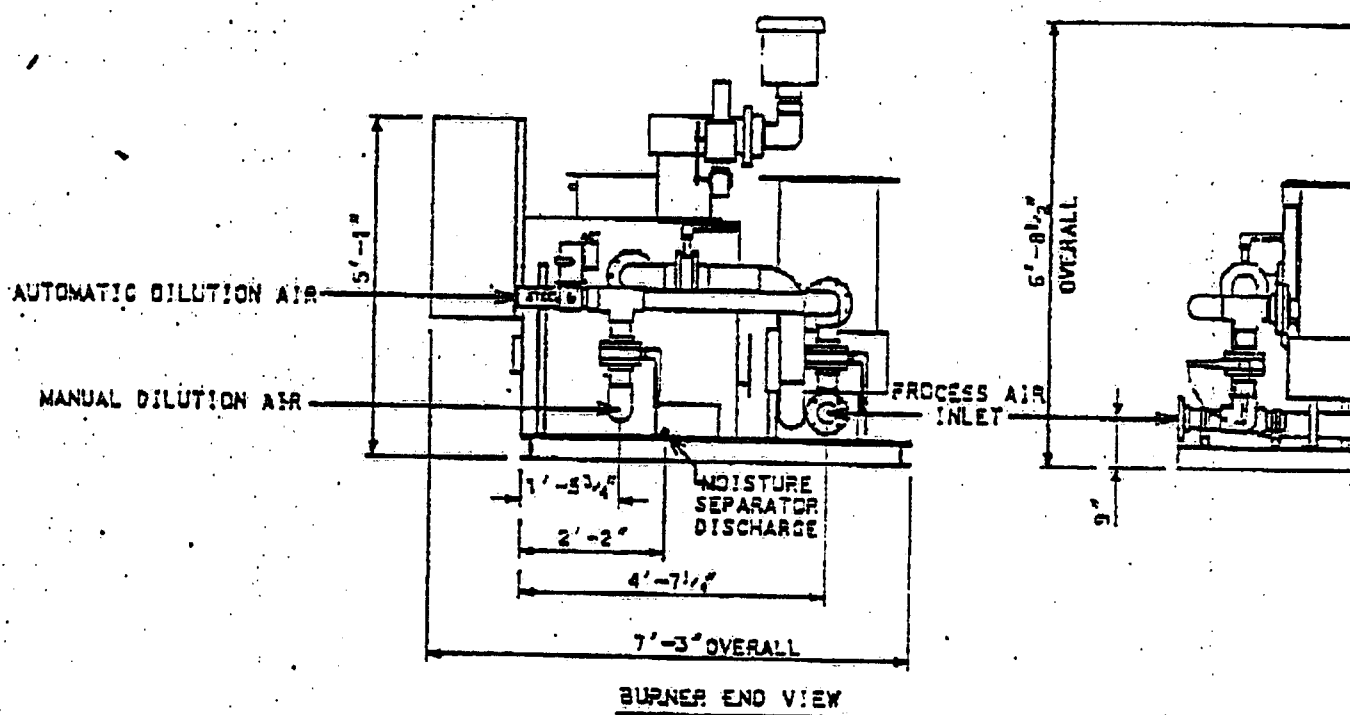 5'-1"
6'-8½"
OVERALL
AUTOMATIC DILUTION AIR
MANUAL DILUTION AIR
PROCESS AIR
INLET
1'-5¾"
MOISTURE
SEPARATOR
DISCHARGE
9"
2'-2"
4'-7¼"
7'-3" OVERALL
BURNER END VIEW